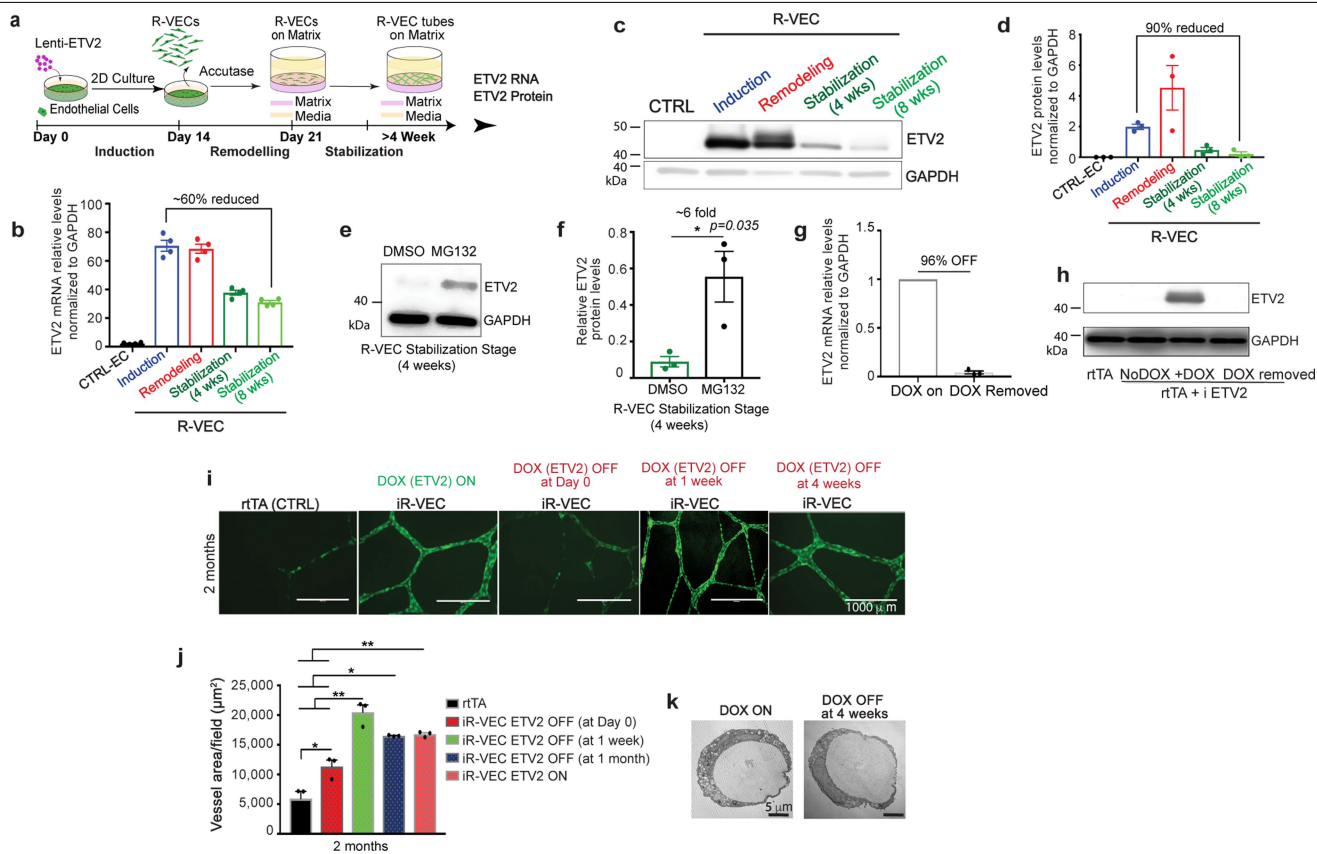 a
Lenti-ETV2
Endothelial Cells
2D Culture
R-VECs
Accutase
R-VECs
on Matrix
Matrix
Media
R-VEC tubes
on Matrix
Matrix
Media
ETV2 RNA
ETV2 Protein
Day 0
Day 14
Day 21
>4 Week
Induction
Remodelling
Stabilization
b
ETV2 mRNA relative levels
normalized to GAPDH
100
80
60
40
20
0
~60% reduced
CTRL-EC
Induction
Remodeling
Stabilization
(4 wks)
Stabilization
(8 wks)
R-VEC
c
R-VEC
CTRL
Induction
Remodeling
Stabilization
(4 wks)
Stabilization
(8 wks)
50
40
40
kDa
ETV2
GAPDH
d
ETV2 protein levels
normalized to GAPDH
8
6
4
2
0
90% reduced
CTRL-EC
Induction
Remodeling
Stabilization
(4 wks)
Stabilization
(8 wks)
R-VEC
e
DMSO MG132
40
kDa
ETV2
GAPDH
R-VEC Stabilization Stage
(4 weeks)
f
~6 fold
* p=0.035
Relative ETV2
protein levels
0.8
0.6
0.4
0.2
0
DMSO
MG132
R-VEC Stabilization Stage
(4 weeks)
g
ETV2 mRNA relative levels
normalized to GAPDH
2
1
0
96% OFF
DOX on
DOX Removed
h
40
40
kDa
ETV2
GAPDH
rtTA NoDOX +DOX DOX removed
rtTA + i ETV2
i
2 months
rtTA (CTRL)
DOX (ETV2) ON
iR-VEC
DOX (ETV2) OFF
at Day 0
iR-VEC
DOX (ETV2) OFF
at 1 week
iR-VEC
DOX (ETV2) OFF
at 4 weeks
iR-VEC
1000 μm
j
Vessel area/field (μm²)
25,000
20,000
15,000
10,000
5,000
0
**
*
**
*
2 months
rtTA
iR-VEC ETV2 OFF (at Day 0)
iR-VEC ETV2 OFF (at 1 week)
iR-VEC ETV2 OFF (at 1 month)
iR-VEC ETV2 ON
k
DOX ON
5 μm
DOX OFF
at 4 weeks